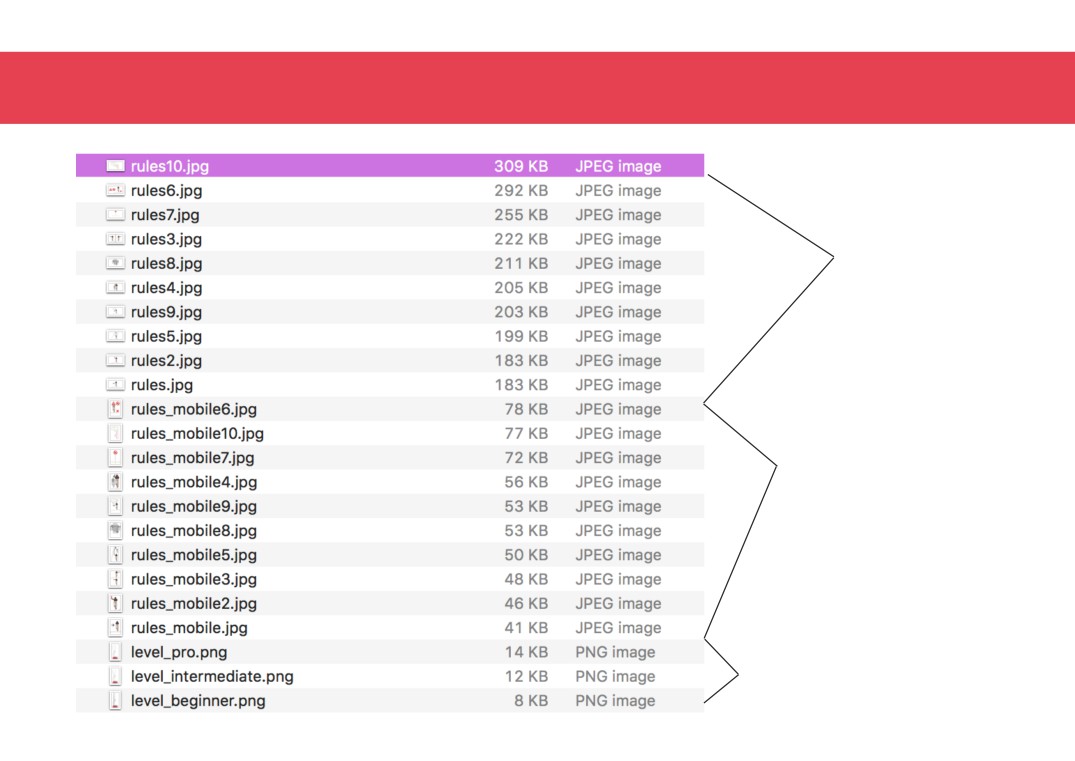 rules10.jpg 309 KB JPEG image
rules6.jpg 292 KB JPEG image
rules7.jpg 255 KB JPEG image
rules3.jpg 222 KB JPEG image
rules8.jpg 211 KB JPEG image
rules4.jpg 205 KB JPEG image
rules9.jpg 203 KB JPEG image
rules5.jpg 199 KB JPEG image
rules2.jpg 183 KB JPEG image
rules.jpg 183 KB JPEG image
rules_mobile6.jpg 78 KB JPEG image
rules_mobile10.jpg 77 KB JPEG image
rules_mobile7.jpg 72 KB JPEG image
rules_mobile4.jpg 56 KB JPEG image
rules_mobile9.jpg 53 KB JPEG image
rules_mobile8.jpg 53 KB JPEG image
rules_mobile5.jpg 50 KB JPEG image
rules_mobile3.jpg 48 KB JPEG image
rules_mobile2.jpg 46 KB JPEG image
rules_mobile.jpg 41 KB JPEG image
level_pro.png 14 KB PNG image
level_intermediate.png 12 KB PNG image
level_beginner.png 8 KB PNG image